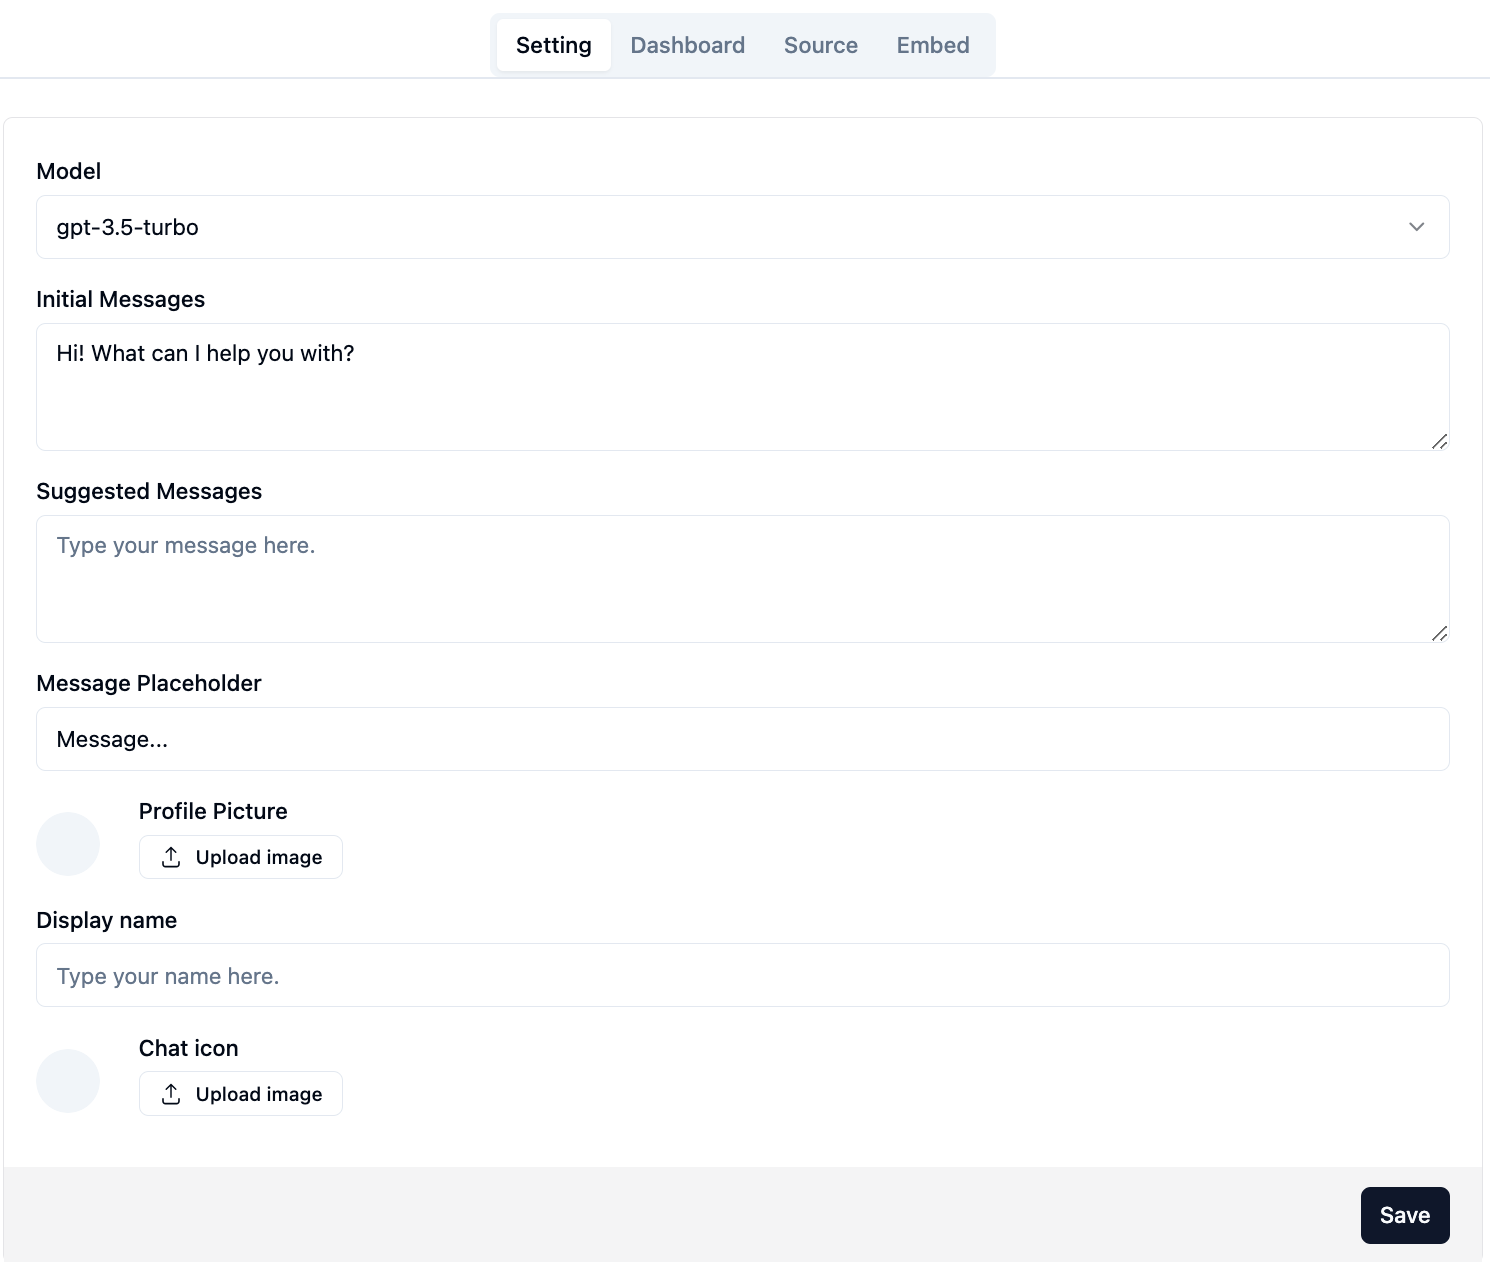 Setting Dashboard Source Embed
Model
gpt-3.5-turbo
Initial Messages
Hi! What can I help you with?
Suggested Messages
Type your message here.
Message Placeholder
Message...
Profile Picture
Upload image
Display name
Type your name here.
Chat icon
Upload image
Save